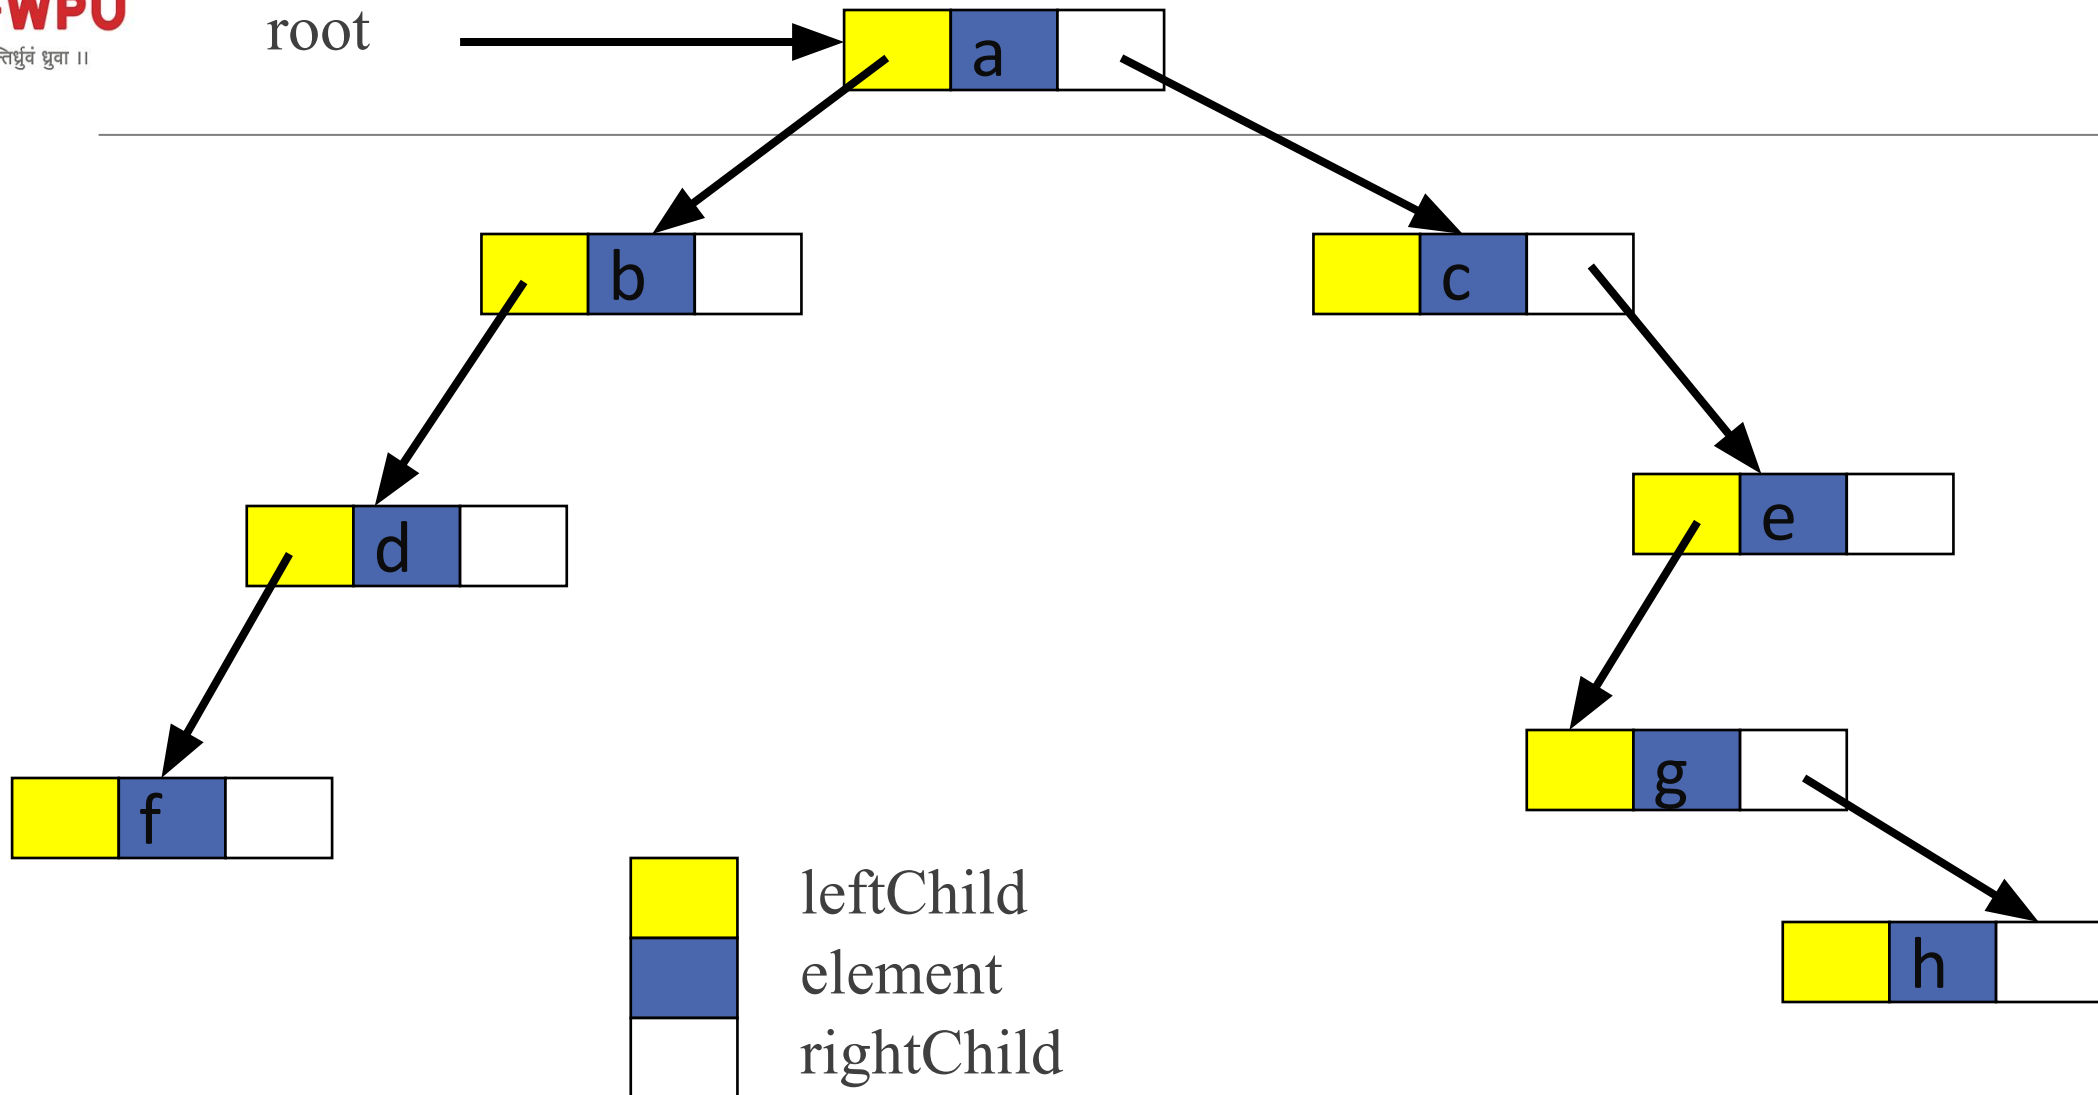 WPU
ध्रुवा ॥
root
a
b
c
d
e
f
g
h
leftChild
element
rightChild